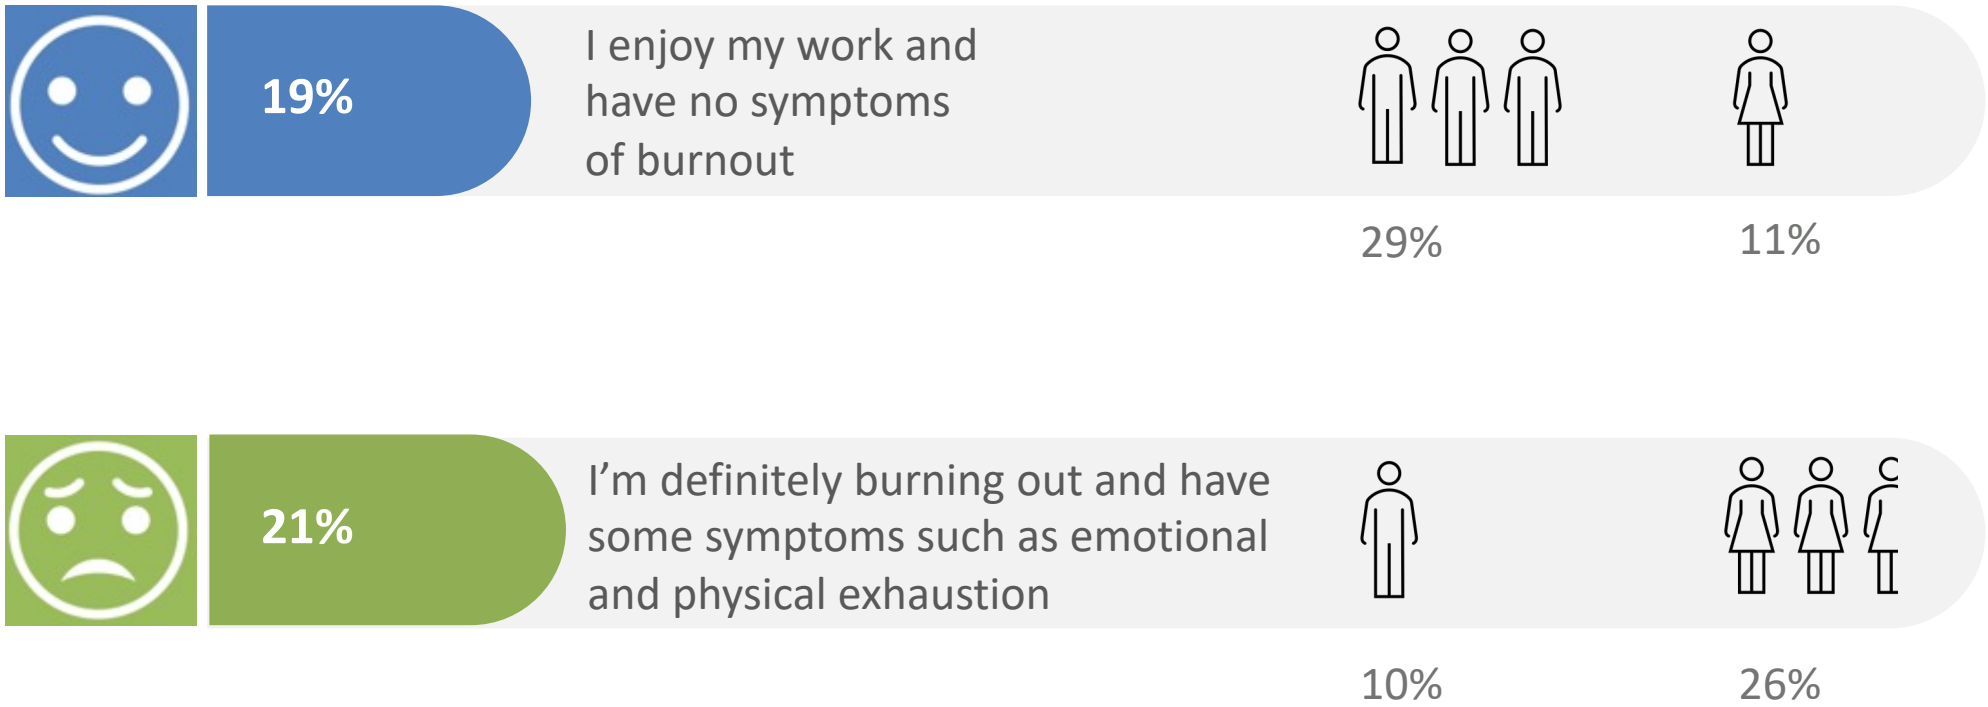 19%
I enjoy my work and
have no symptoms
of burnout
29%
11%
21%
I’m definitely burning out and have
some symptoms such as emotional
and physical exhaustion
10%
26%